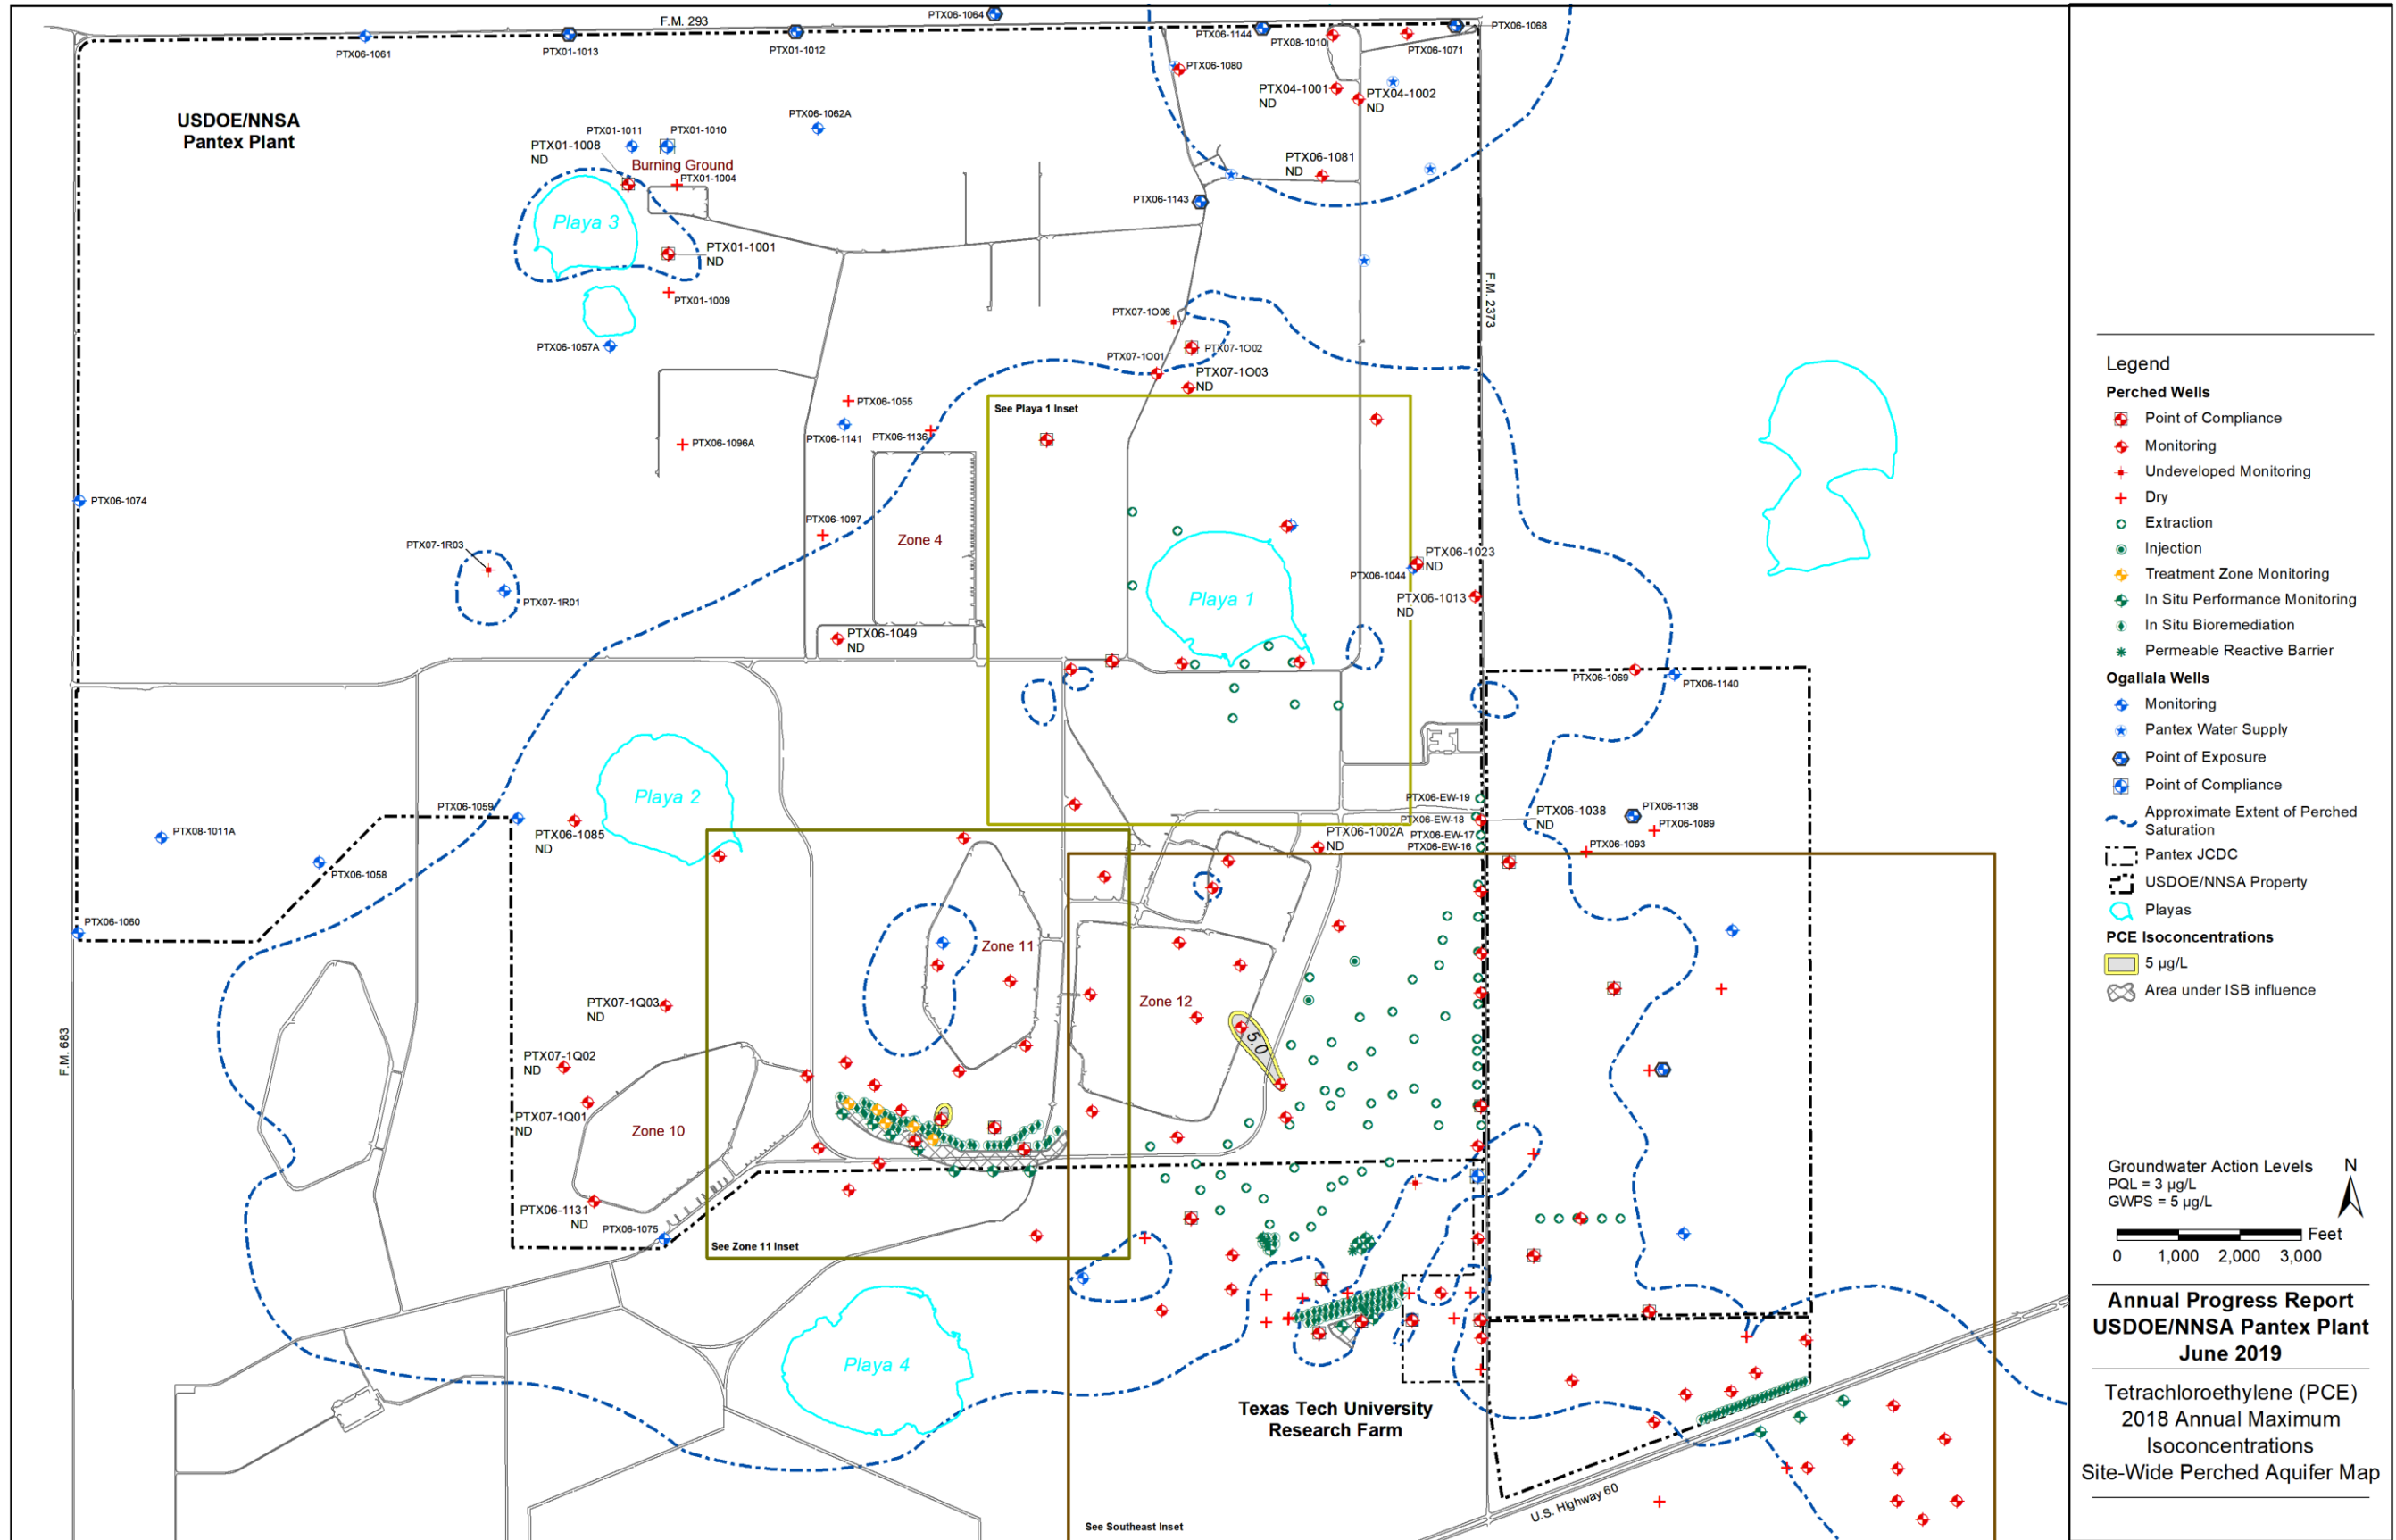 F.M. 293
PTX06-1064
PTX06-1061
PTX01-1013
PTX01-1012
PTX06-1144
PTX08-1010
PTX06-1071
PTX06-1068
PTX06-1080
PTX04-1001
ND
PTX04-1002
ND
USDOE/NNSA
Pantex Plant
PTX06-1062A
PTX01-1011
PTX01-1010
PTX01-1008
ND
Burning Ground
PTX01-1004
PTX06-1081
ND
PTX06-1143
Playa 3
PTX01-1001
ND
PTX01-1009
PTX06-1057A
F.M. 2373
PTX07-1O06
PTX07-1O02
PTX07-1O01
PTX07-1O03
ND
See Playa 1 Inset
PTX06-1055
PTX06-1141
PTX06-1136
PTX06-1096A
PTX06-1074
PTX06-1097
Zone 4
PTX07-1R03
PTX07-1R01
PTX06-1023
ND
PTX06-1044
PTX06-1013
ND
Playa 1
PTX06-1049
ND
PTX06-1069
PTX06-1140
Playa 2
PTX06-1059
PTX08-1011A
PTX06-1085
ND
PTX06-1058
PTX06-EW-19
PTX06-EW-18
PTX06-EW-17
PTX06-EW-16
PTX06-1002A
ND
PTX06-1038
ND
PTX06-1138
PTX06-1089
PTX06-1093
PTX06-1060
Zone 11
Zone 12
5.0
PTX07-1Q03
ND
PTX07-1Q02
ND
PTX07-1Q01
ND
Zone 10
F.M. 683
PTX06-1131
ND
PTX06-1075
See Zone 11 Inset
Playa 4
Texas Tech University
Research Farm
U.S. Highway 60
See Southeast Inset
Legend
Perched Wells
Point of Compliance
Monitoring
Undeveloped Monitoring
Dry
Extraction
Injection
Treatment Zone Monitoring
In Situ Performance Monitoring
In Situ Bioremediation
Permeable Reactive Barrier
Ogallala Wells
Monitoring
Pantex Water Supply
Point of Exposure
Point of Compliance
Approximate Extent of Perched
Saturation
Pantex JCDC
USDOE/NNSA Property
Playas
PCE Isoconcentrations
5 µg/L
Area under ISB influence
Groundwater Action Levels
PQL = 3 µg/L
GWPS = 5 µg/L
N
Feet
0 1,000 2,000 3,000
Annual Progress Report
USDOE/NNSA Pantex Plant
June 2019
Tetrachloroethylene (PCE)
2018 Annual Maximum
Isoconcentrations
Site-Wide Perched Aquifer Map